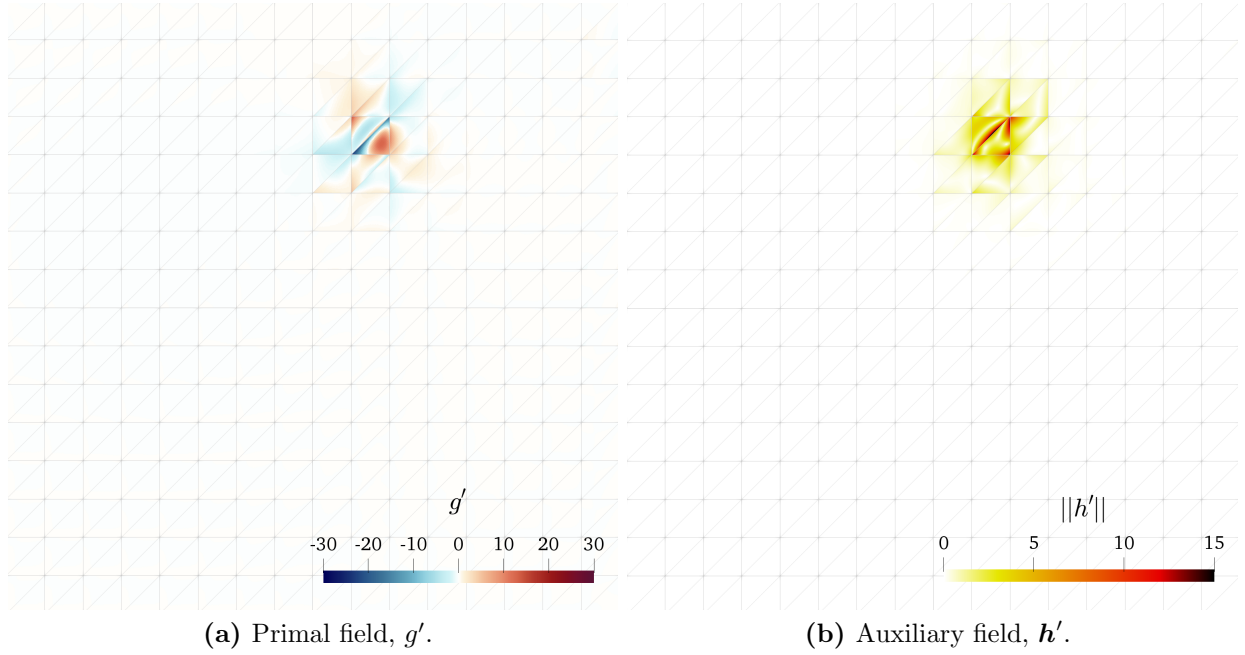 g′
-30 -20 -10 0 10 20 30
||h′||
0 5 10 15
(a) Primal field, g′.
(b) Auxiliary field, h′.